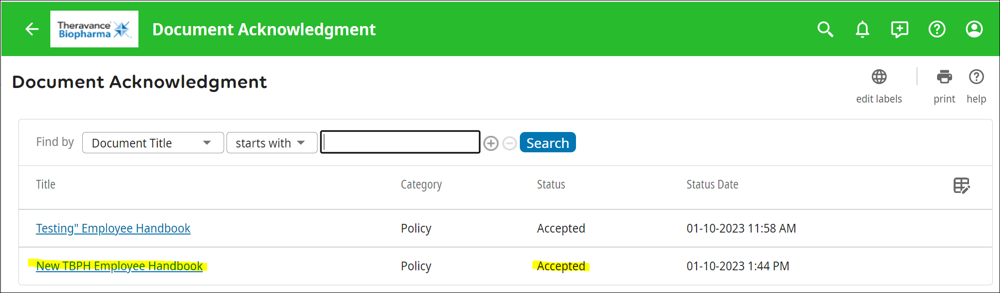 Theravance Biopharma
Document Acknowledgment
Document Acknowledgment
edit labels
print
help
Find by
Document Title
starts with
Search
Title Category Status Status Date
Testing" Employee Handbook Policy Accepted 01-10-2023 11:58 AM
New TBPH Employee Handbook Policy Accepted 01-10-2023 1:44 PM